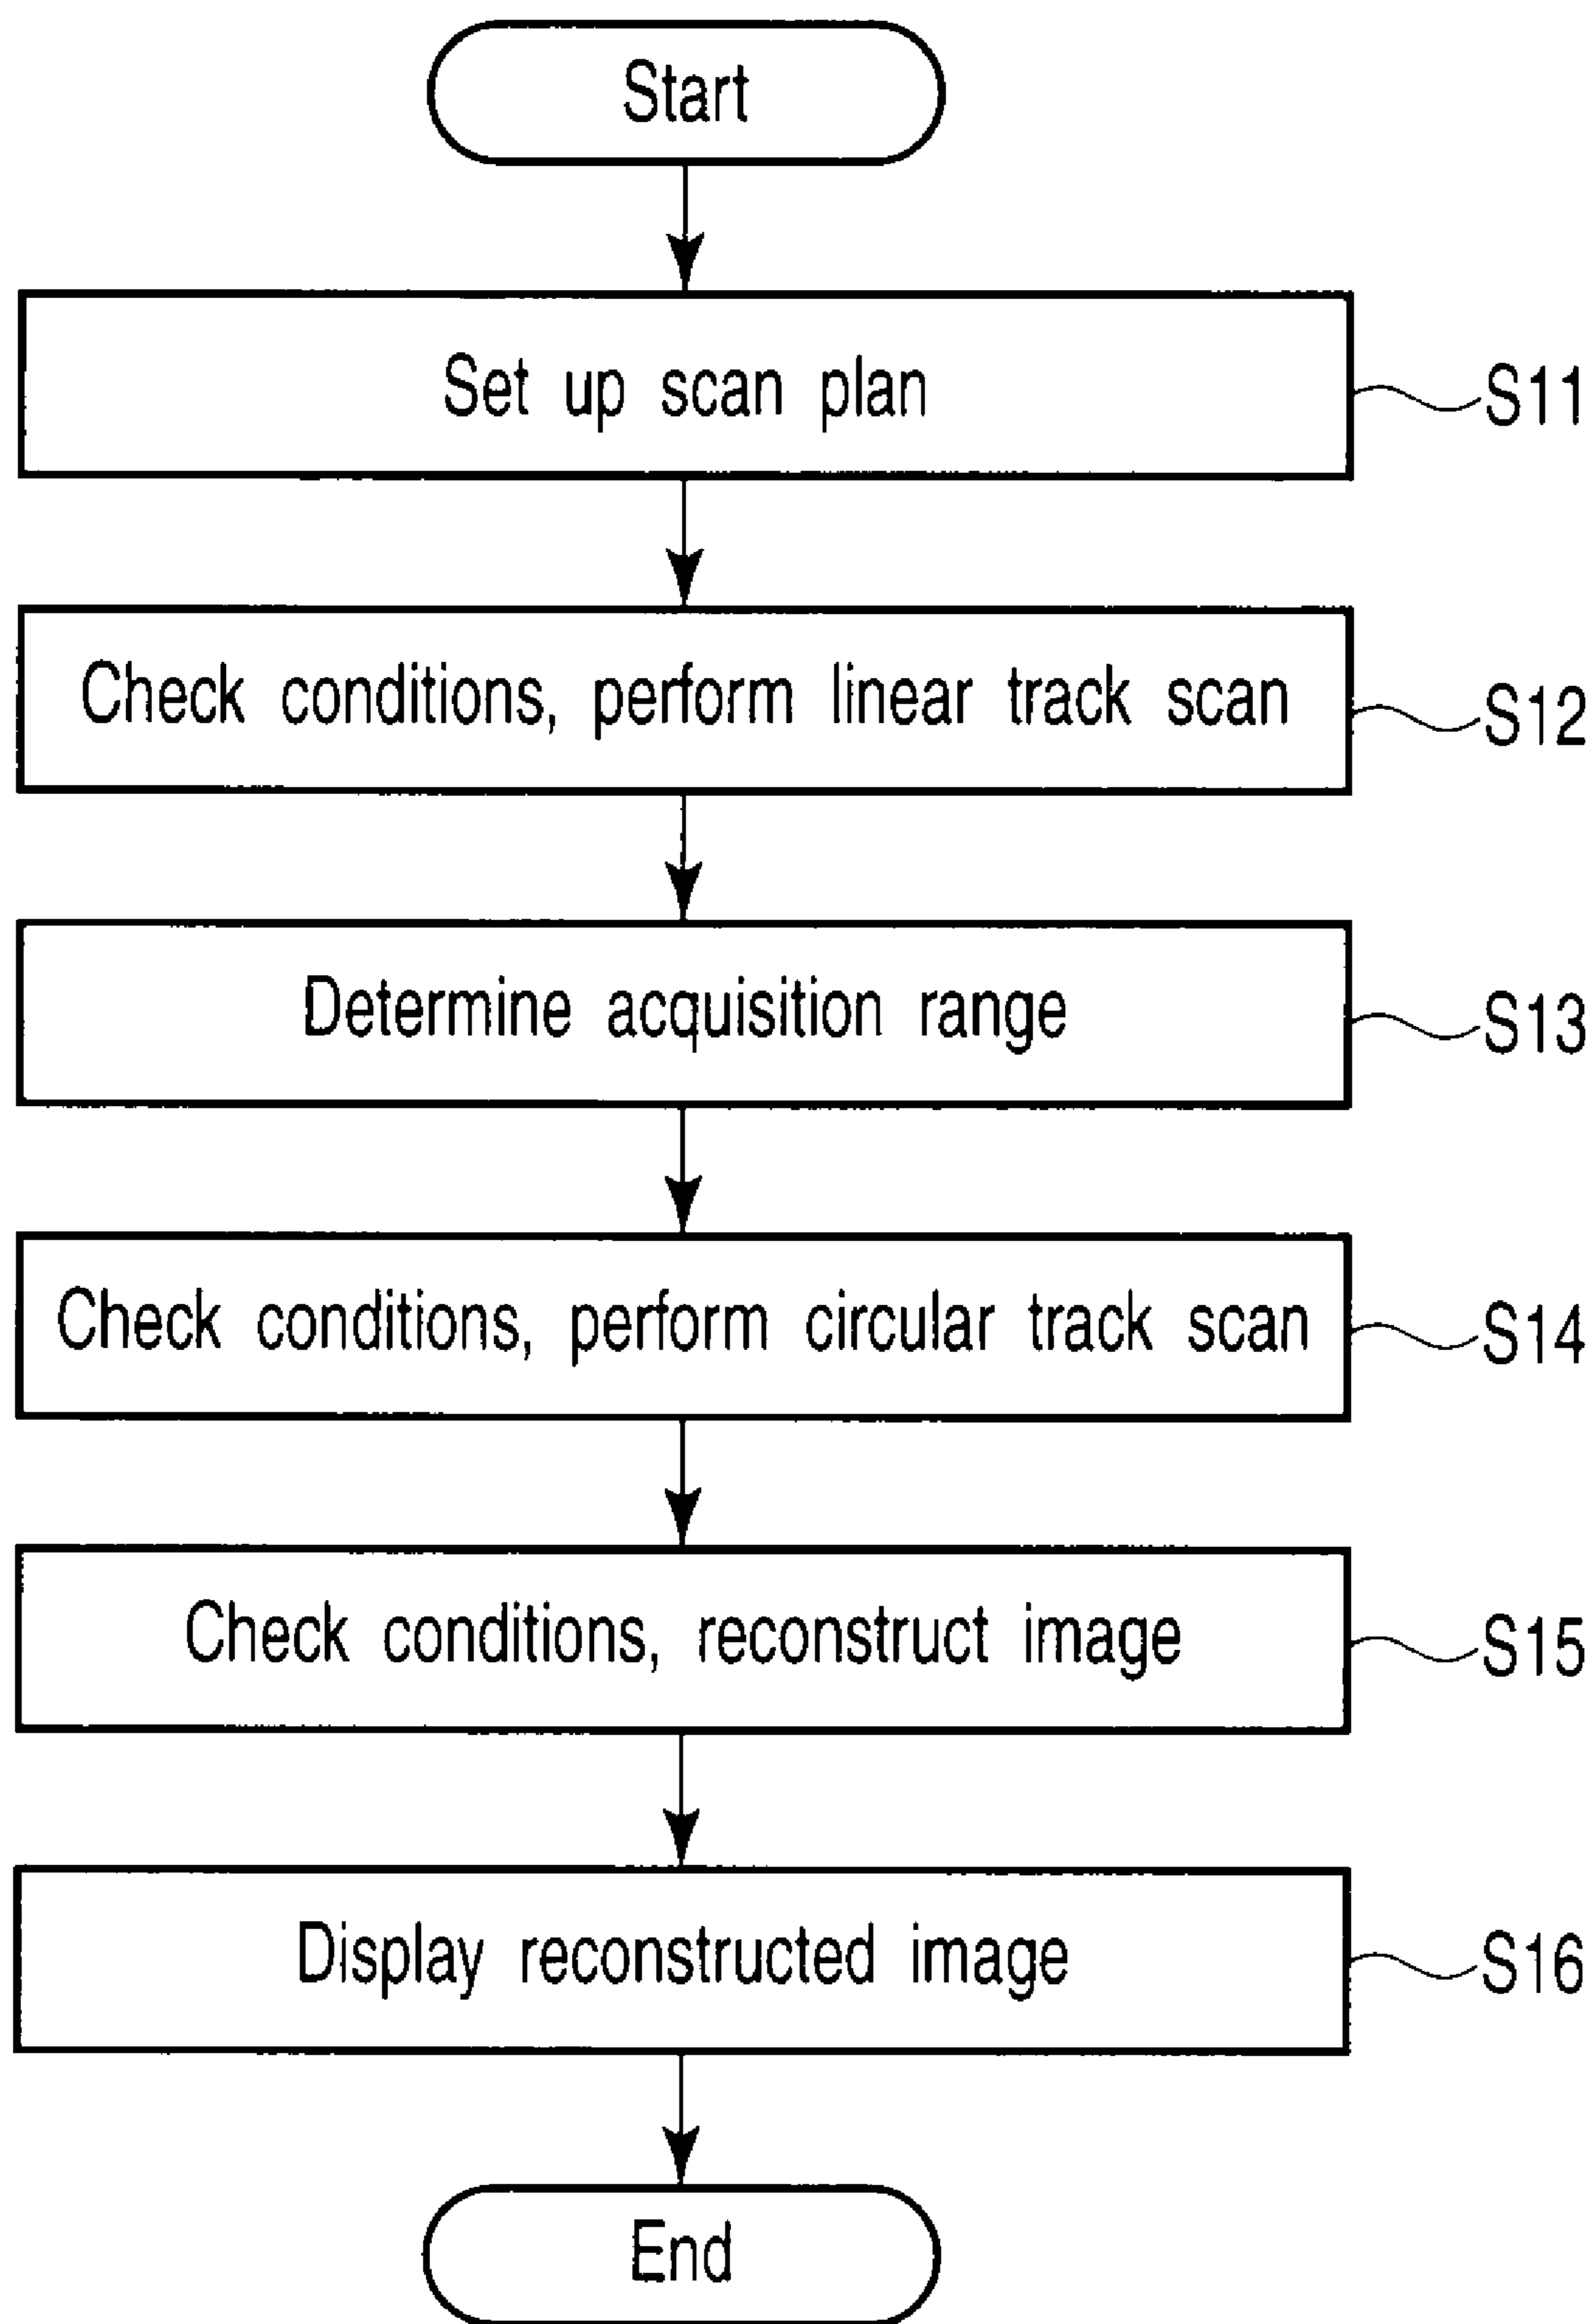 Start
Set up scan plan
S11
Check conditions, perform linear track scan
S12
Determine acquisition range
S13
Check conditions, perform circular track scan
S14
Check conditions, reconstruct image
S15
Display reconstructed image
S16
End